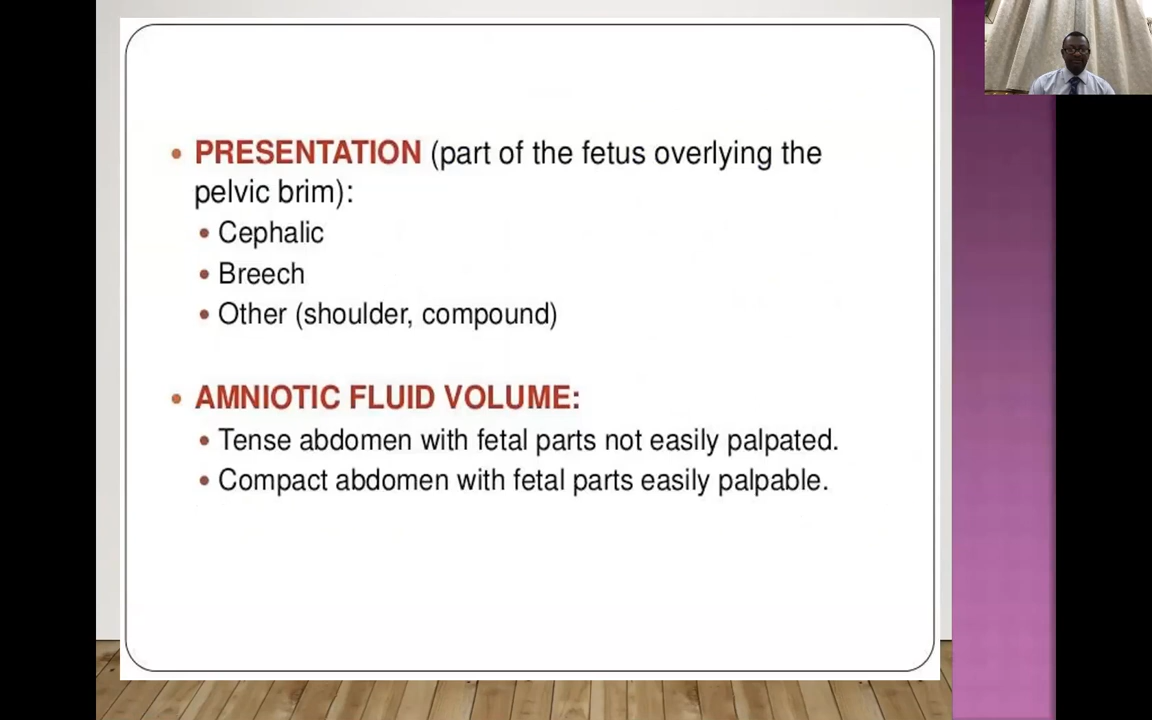 • PRESENTATION (part of the fetus overlying the
pelvic brim):
• Cephalic
• Breech
• Other (shoulder, compound)
• AMNIOTIC FLUID VOLUME:
• Tense abdomen with fetal parts not easily palpated.
• Compact abdomen with fetal parts easily palpable.